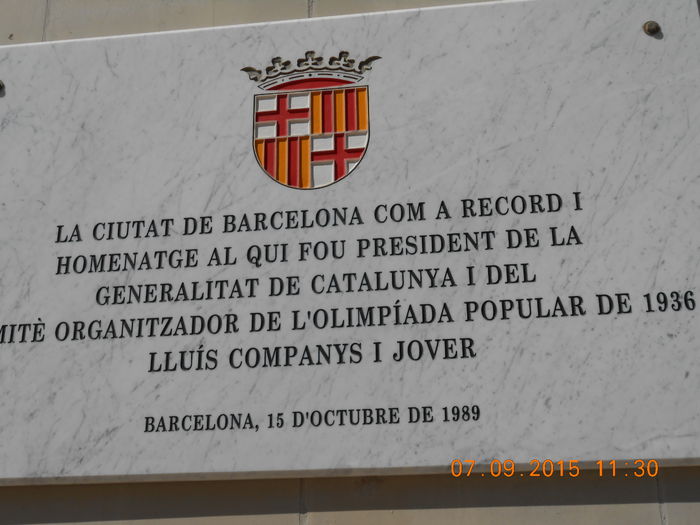 LA CIUTAT DE BARCELONA COM A RECORD I
HOMENATGE AL QUI FOU PRESIDENT DE LA
GENERALITAT DE CATALUNYA I DEL
MITÈ ORGANITZADOR DE L'OLIMPÍADA POPULAR DE 1936
LLUÍS COMPANYS I JOVER
BARCELONA, 15 D'OCTUBRE DE 1989
07.09.2015 11:30